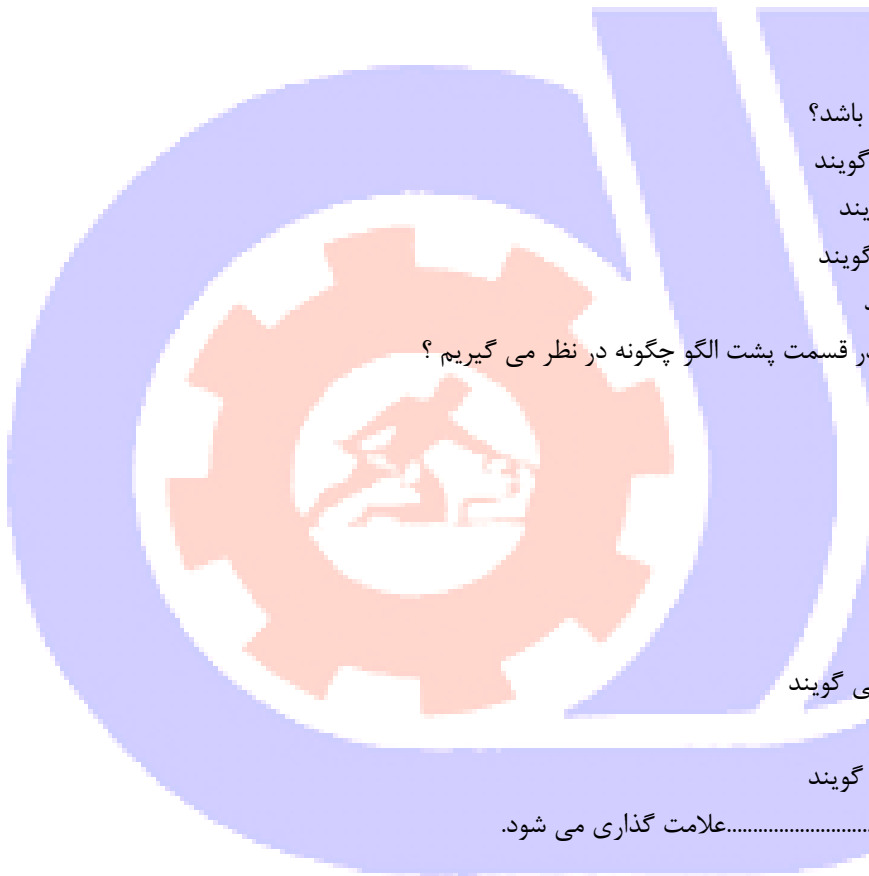 باشد؟
گویند
یند
گویند
در قسمت پشت الگو چگونه در نظر می گیریم ؟
ی گویند
گویند
............................علامت گذاری می شود.